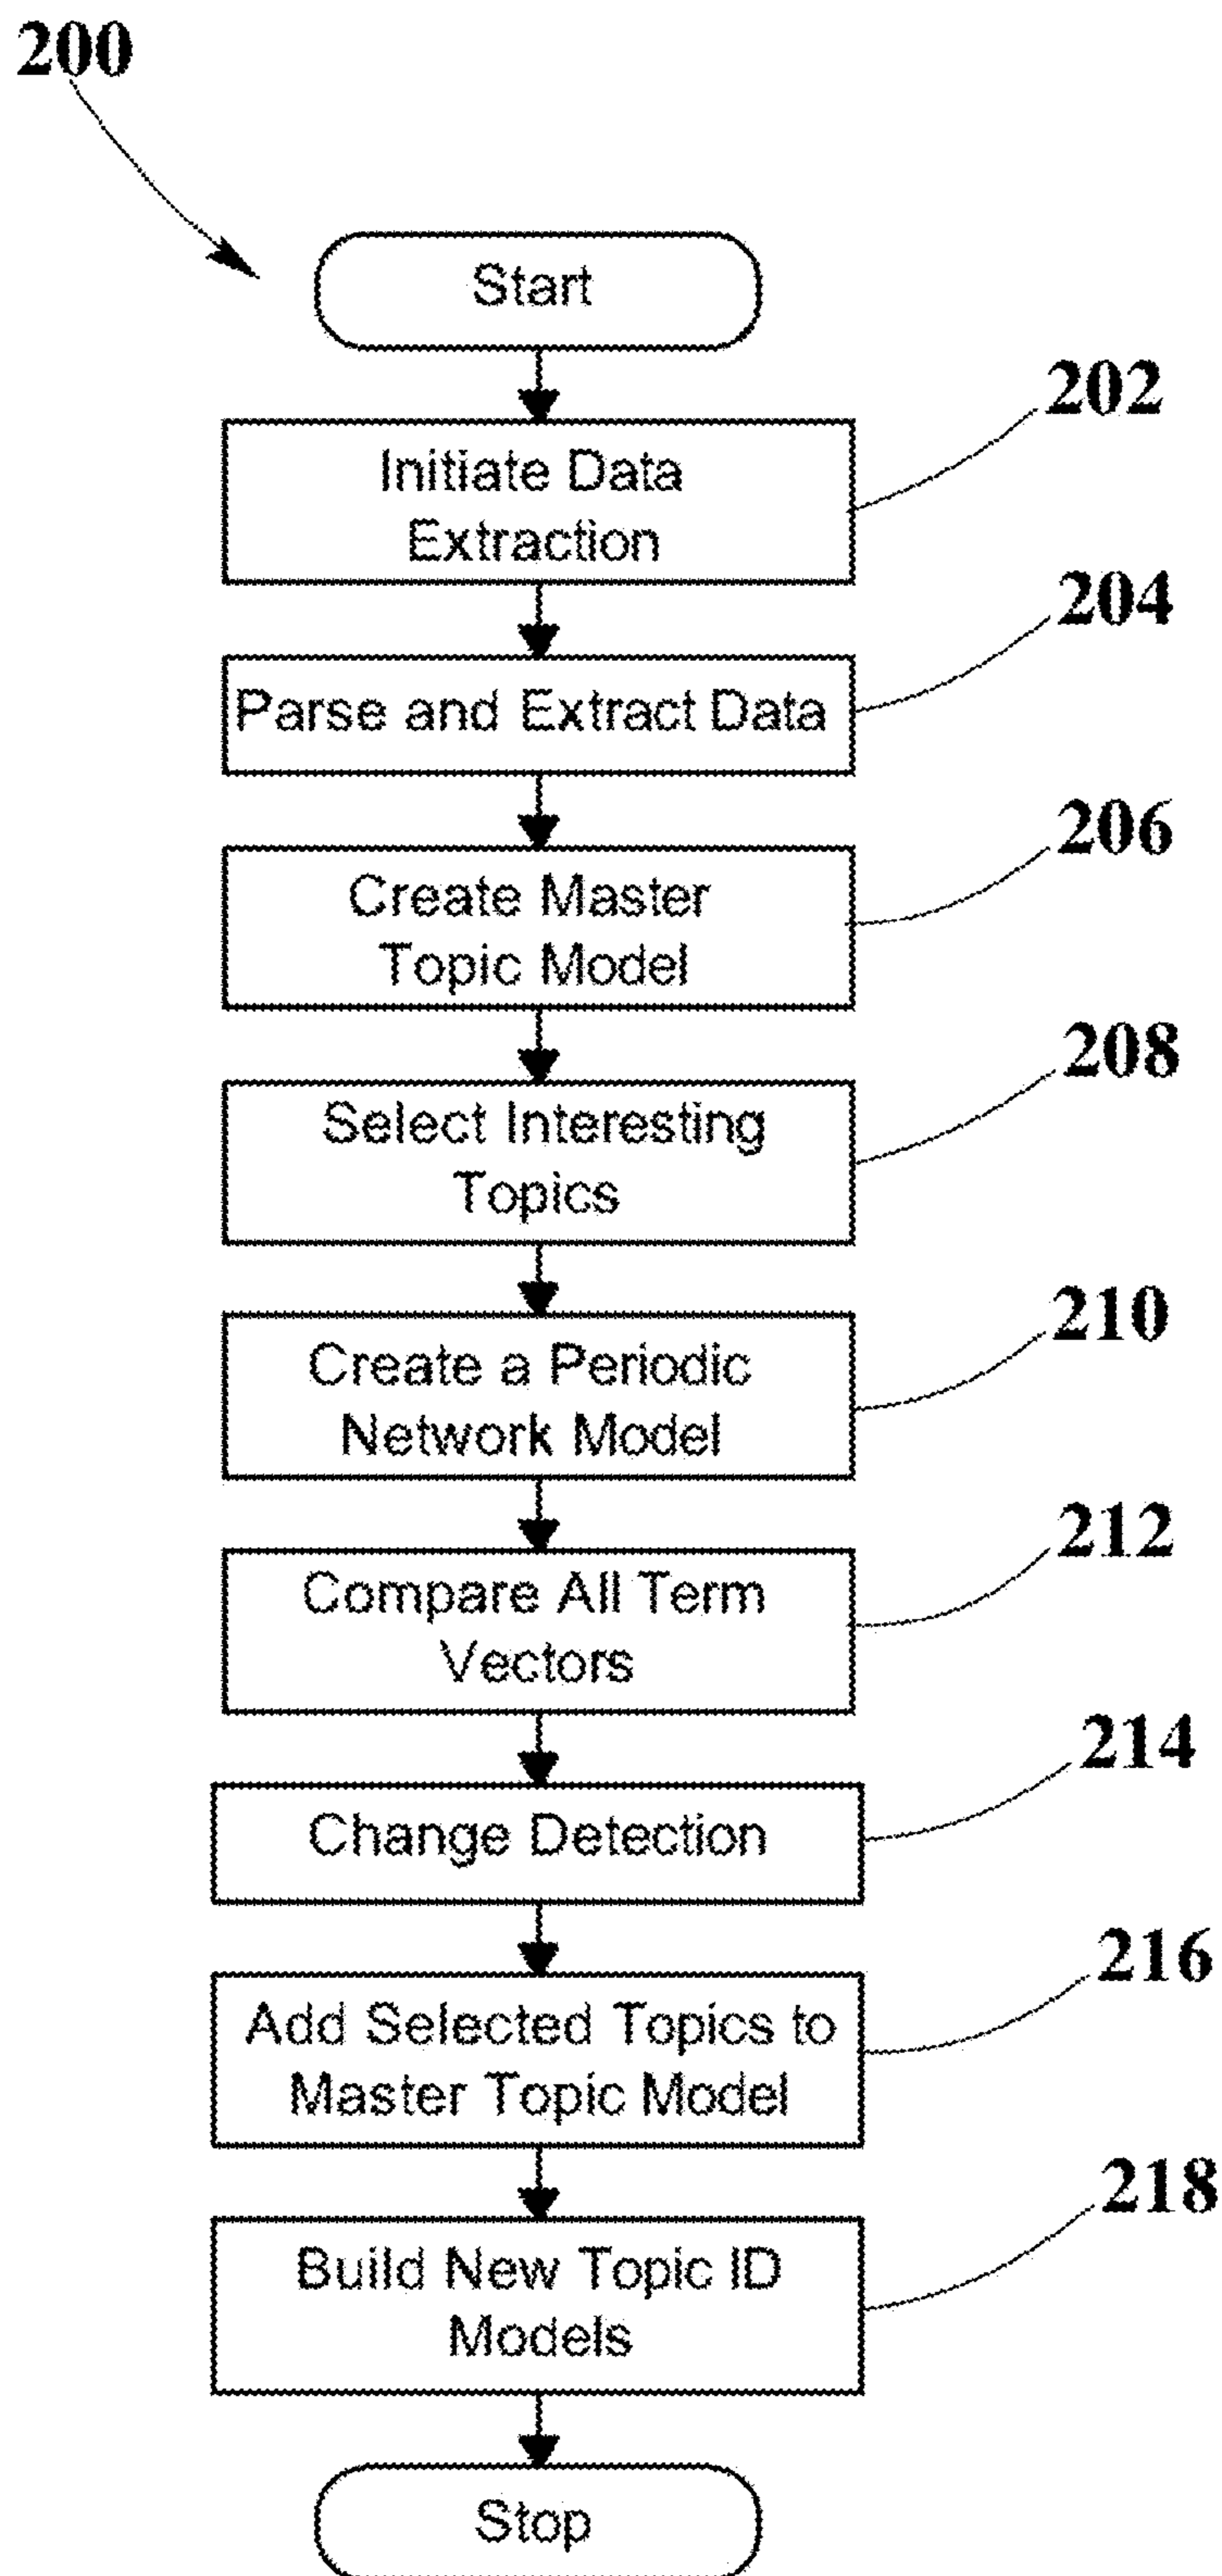 200
Start
202
Initiate Data
Extraction
204
Parse and Extract Data
206
Create Master
Topic Model
208
Select Interesting
Topics
210
Create a Periodic
Network Model
212
Compare All Term
Vectors
214
Change Detection
216
Add Selected Topics to
Master Topic Model
218
Build New Topic ID
Models
Stop